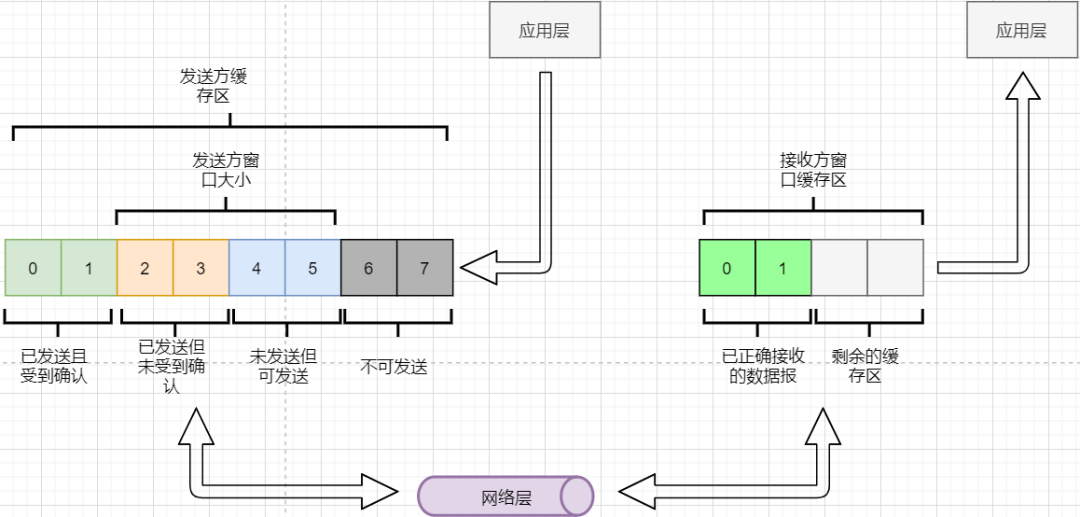 应用层
应用层
发送方缓
存区
发送方窗
口大小
接收方窗
口缓存区
0 1 2 3 4 5 6 7
0 1
已发送且
受到确认
已发送但
未受到确
认
未发送但
可发送
不可发送
已正确接收
的数据报
剩余的缓
存区
网络层